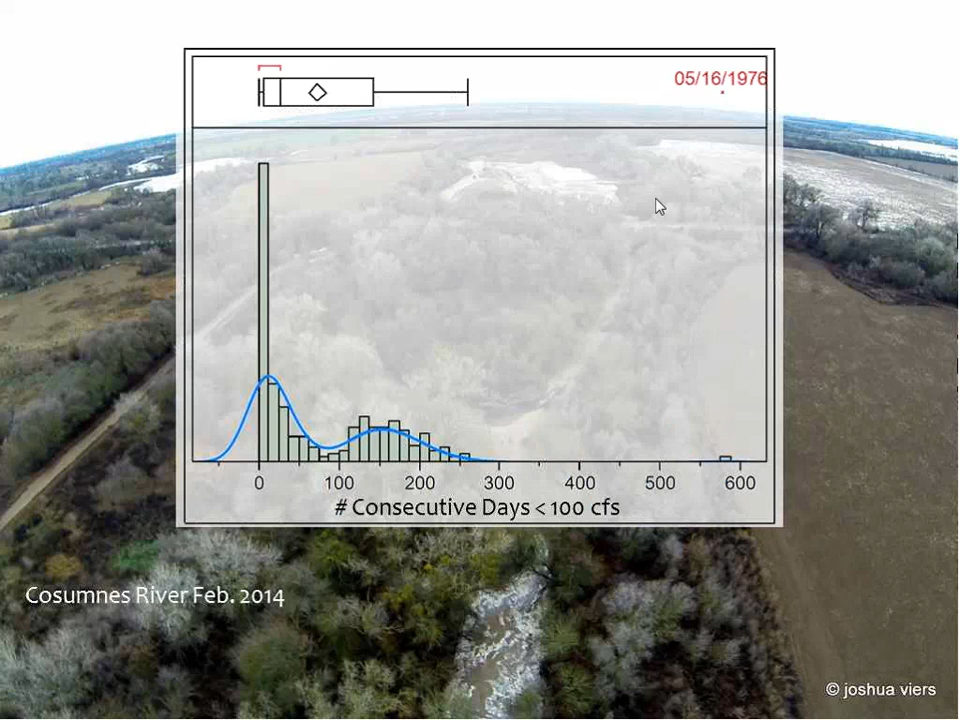 05/16/1976
0 100 200 300 400 500 600
# Consecutive Days < 100 cfs
Cosumnes River Feb. 2014
© joshua viers